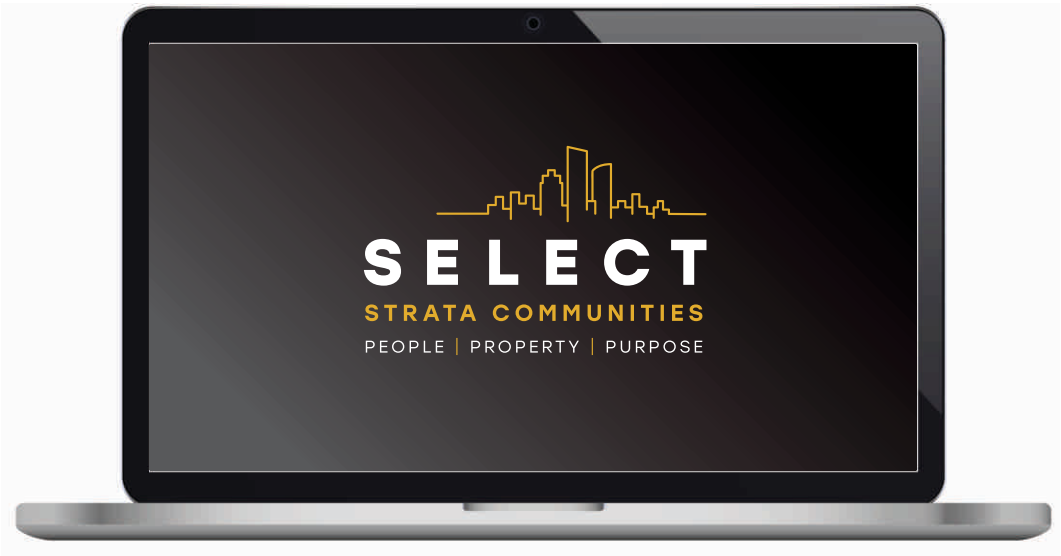 SELECT
STRATA COMMUNITIES
PEOPLE | PROPERTY | PURPOSE